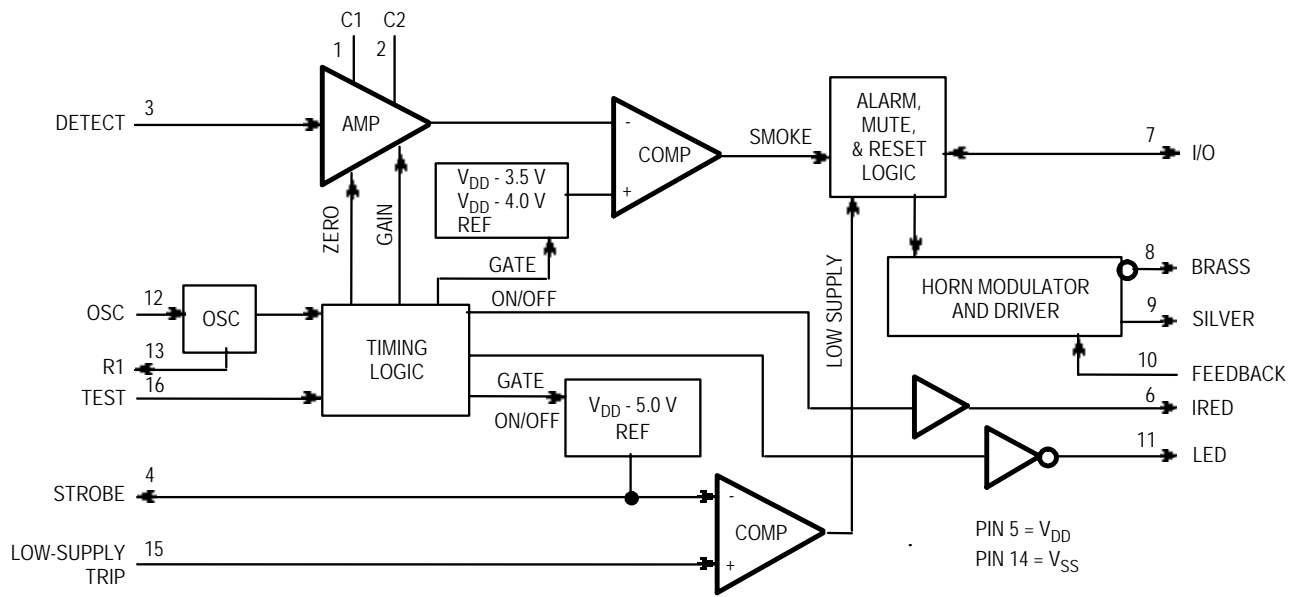 C1
C2
1
2
3
DETECT
AMP
-
COMP
+
SMOKE
ALARM,
MUTE,
& RESET
LOGIC
7
I/O
V_DD - 3.5 V
V_DD - 4.0 V
REF
ZERO
GAIN
GATE
ON/OFF
LOW SUPPLY
HORN MODULATOR
AND DRIVER
8
BRASS
9
SILVER
10
FEEDBACK
OSC
12
OSC
R1
13
TEST
16
TIMING
LOGIC
GATE
ON/OFF
V_DD - 5.0 V
REF
6
IRED
11
LED
STROBE
4
-
COMP
+
LOW-SUPPLY
TRIP
15
PIN 5 = V_DD
PIN 14 = V_SS